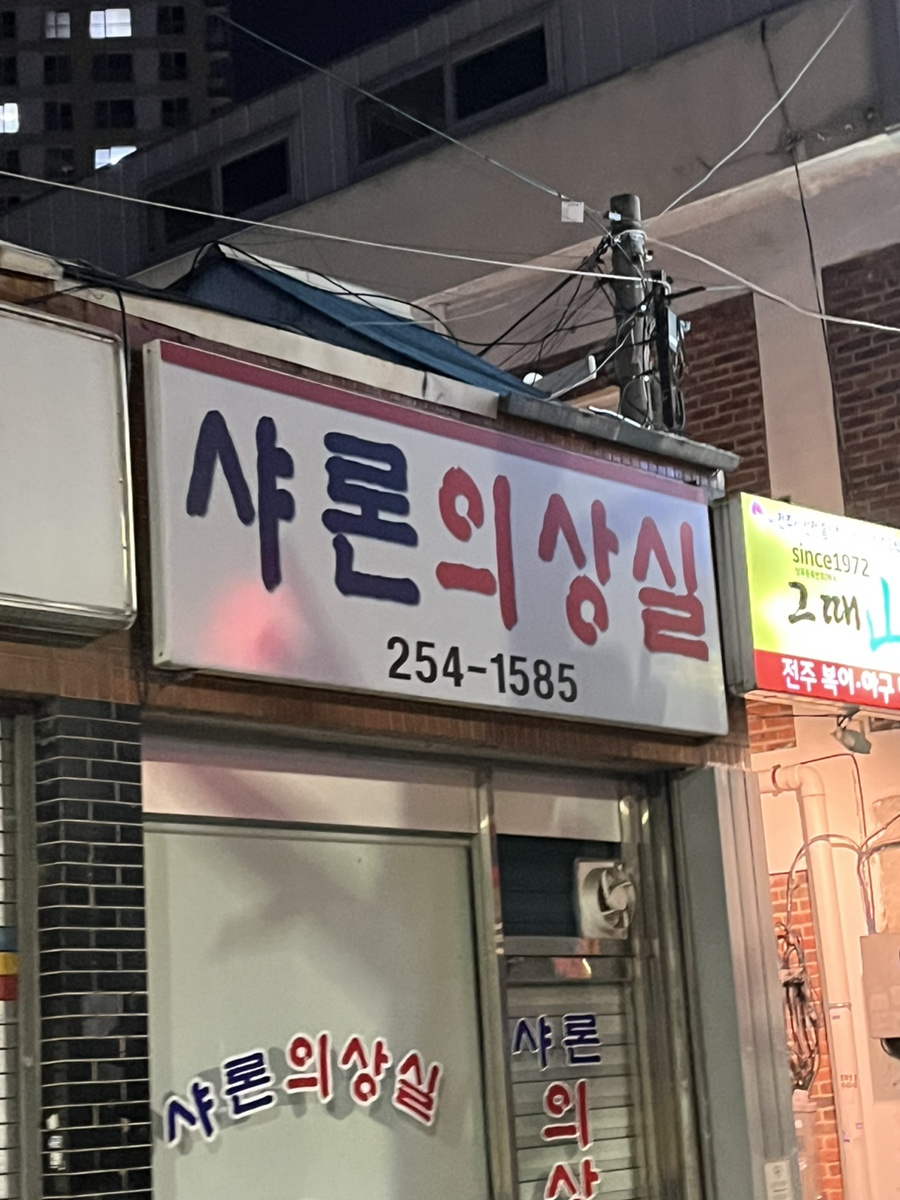 샤론의상실
254-1585
since1972
그때
전주 복어·아구
샤론의상실
샤론
의
상